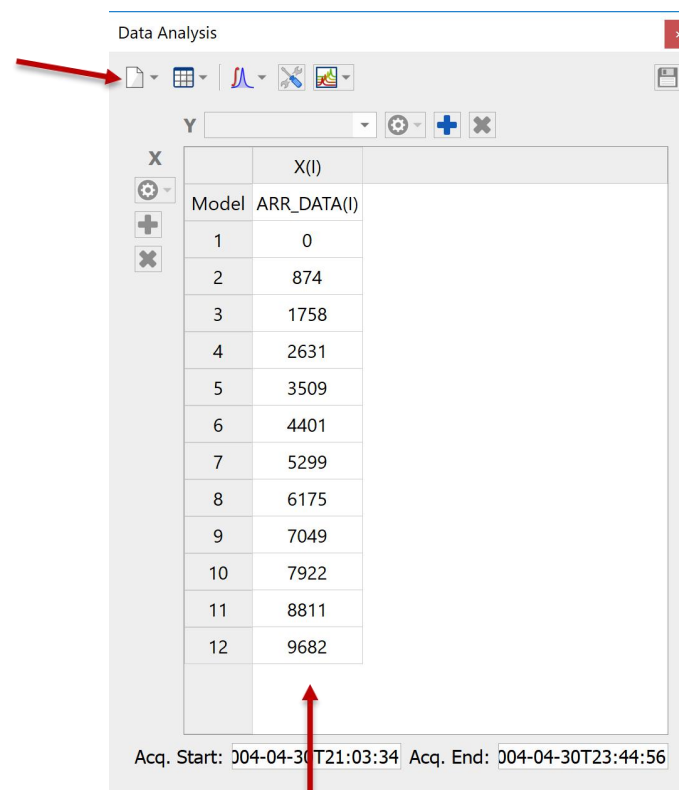 Data Analysis
Y
X
X(I)
Model ARR_DATA(I)
1 0
2 874
3 1758
4 2631
5 3509
6 4401
7 5299
8 6175
9 7049
10 7922
11 8811
12 9682
Acq. Start: 004-04-30T21:03:34 Acq. End: 004-04-30T23:44:56